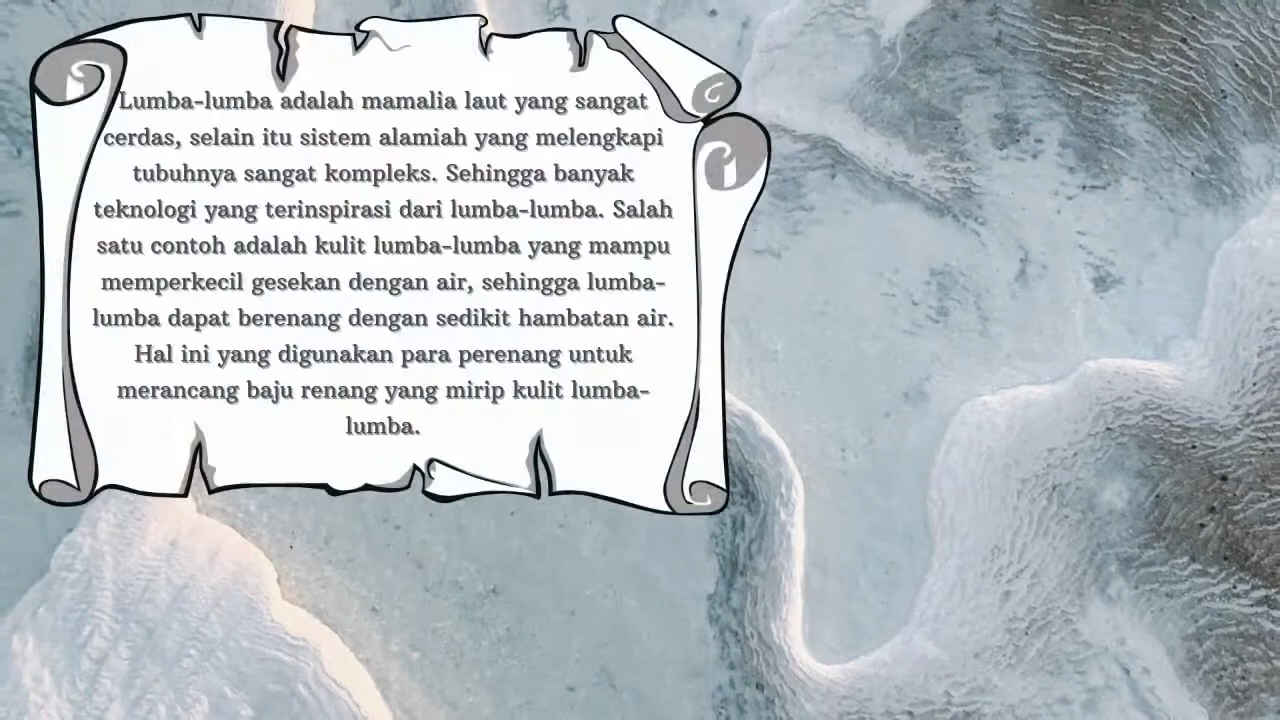 Lumba-lumba adalah mamalia laut yang sangat
cerdas, selain itu sistem alamiah yang melengkapi
tubuhnya sangat kompleks. Sehingga banyak
teknologi yang terinspirasi dari lumba-lumba. Salah
satu contoh adalah kulit lumba-lumba yang mampu
memperkecil gesekan dengan air, sehingga lumba-
lumba dapat berenang dengan sedikit hambatan air.
Hal ini yang digunakan para perenang untuk
merancang baju renang yang mirip kulit lumba-
lumba.